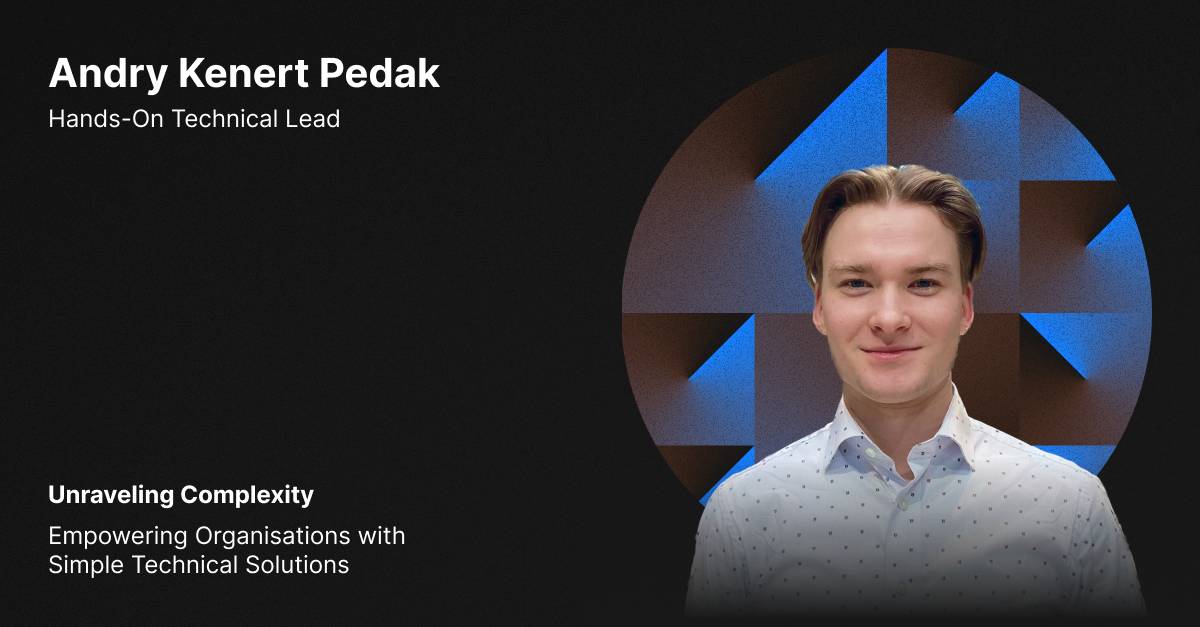 Andry Kenert Pedak
Hands-On Technical Lead
Unraveling Complexity
Empowering Organisations with
Simple Technical Solutions